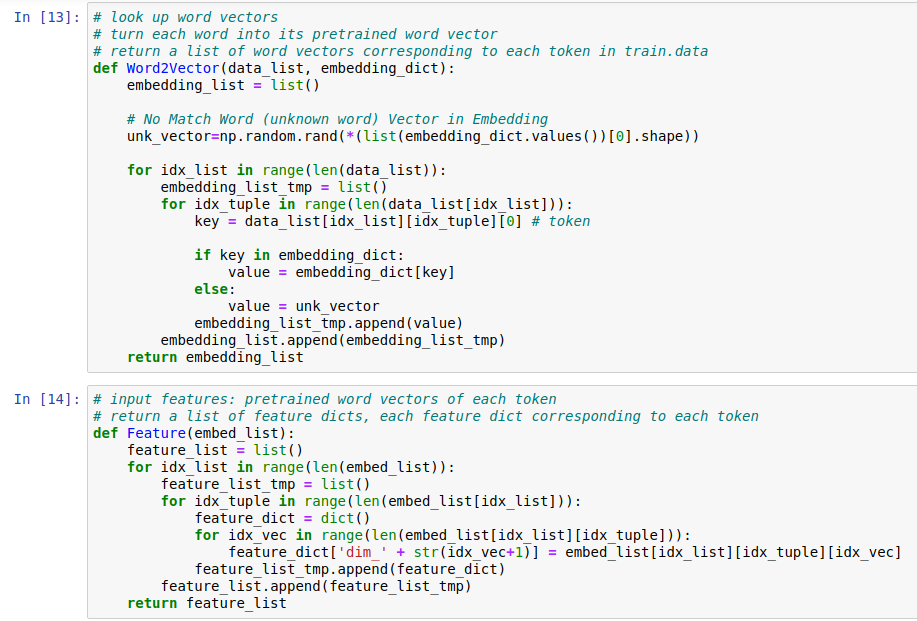 In [13]: # look up word vectors
# turn each word into its pretrained word vector
# return a list of word vectors corresponding to each token in train.data
def Word2Vector(data_list, embedding_dict):
    embedding_list = list()

    # No Match Word (unknown word) Vector in Embedding
    unk_vector=np.random.rand(*(list(embedding_dict.values())[0].shape))

    for idx_list in range(len(data_list)):
        embedding_list_tmp = list()
        for idx_tuple in range(len(data_list[idx_list])):
            key = data_list[idx_list][idx_tuple][0] # token

            if key in embedding_dict:
                value = embedding_dict[key]
            else:
                value = unk_vector
            embedding_list_tmp.append(value)
        embedding_list.append(embedding_list_tmp)
    return embedding_list
In [14]: # input features: pretrained word vectors of each token
# return a list of feature dicts, each feature dict corresponding to each token
def Feature(embed_list):
    feature_list = list()
    for idx_list in range(len(embed_list)):
        feature_list_tmp = list()
        for idx_tuple in range(len(embed_list[idx_list])):
            feature_dict = dict()
            for idx_vec in range(len(embed_list[idx_list][idx_tuple])):
                feature_dict['dim_' + str(idx_vec+1)] = embed_list[idx_list][idx_tuple][idx_vec]
            feature_list_tmp.append(feature_dict)
        feature_list.append(feature_list_tmp)
    return feature_list